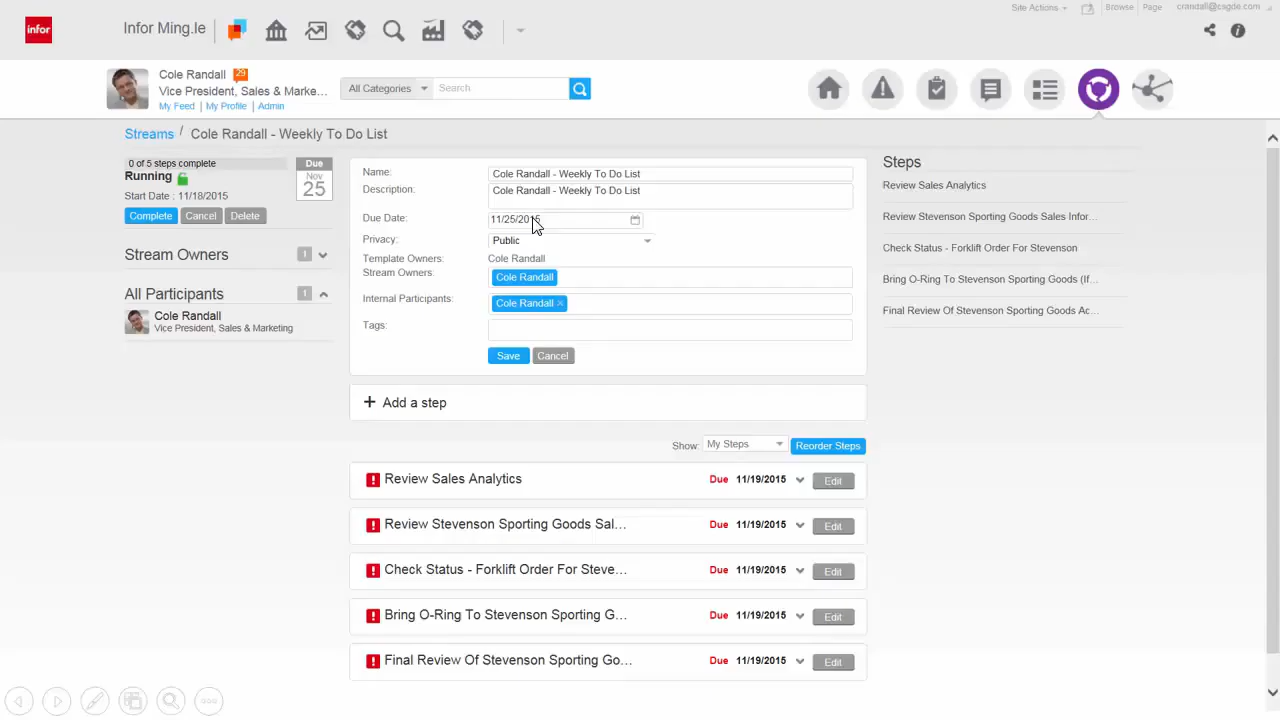 Site Actions
Browse
Page
crandall@csgde.com
infor
Infor Ming.le
Cole Randall
29
Vice President, Sales & Marke...
My Feed | My Profile | Admin
All Categories
Search
Streams / Cole Randall - Weekly To Do List
0 of 5 steps complete
Running
Start Date : 11/18/2015
Complete
Cancel
Delete
Due
Nov
25
Stream Owners
1
All Participants
1
Cole Randall
Vice President, Sales & Marketing
Name:
Cole Randall - Weekly To Do List
Description:
Cole Randall - Weekly To Do List
Due Date:
11/25/2015
Privacy:
Public
Template Owners:
Cole Randall
Stream Owners:
Cole Randall
Internal Participants:
Cole Randall ×
Tags:
Save
Cancel
+ Add a step
Show:
My Steps
Reorder Steps
Review Sales Analytics
Due 11/19/2015
Edit
Review Stevenson Sporting Goods Sal...
Due 11/19/2015
Edit
Check Status - Forklift Order For Steve...
Due 11/19/2015
Edit
Bring O-Ring To Stevenson Sporting G...
Due 11/19/2015
Edit
Final Review Of Stevenson Sporting Go...
Due 11/19/2015
Edit
Steps
Review Sales Analytics
Review Stevenson Sporting Goods Sales Infor...
Check Status - Forklift Order For Stevenson
Bring O-Ring To Stevenson Sporting Goods (If...
Final Review Of Stevenson Sporting Goods Ac...